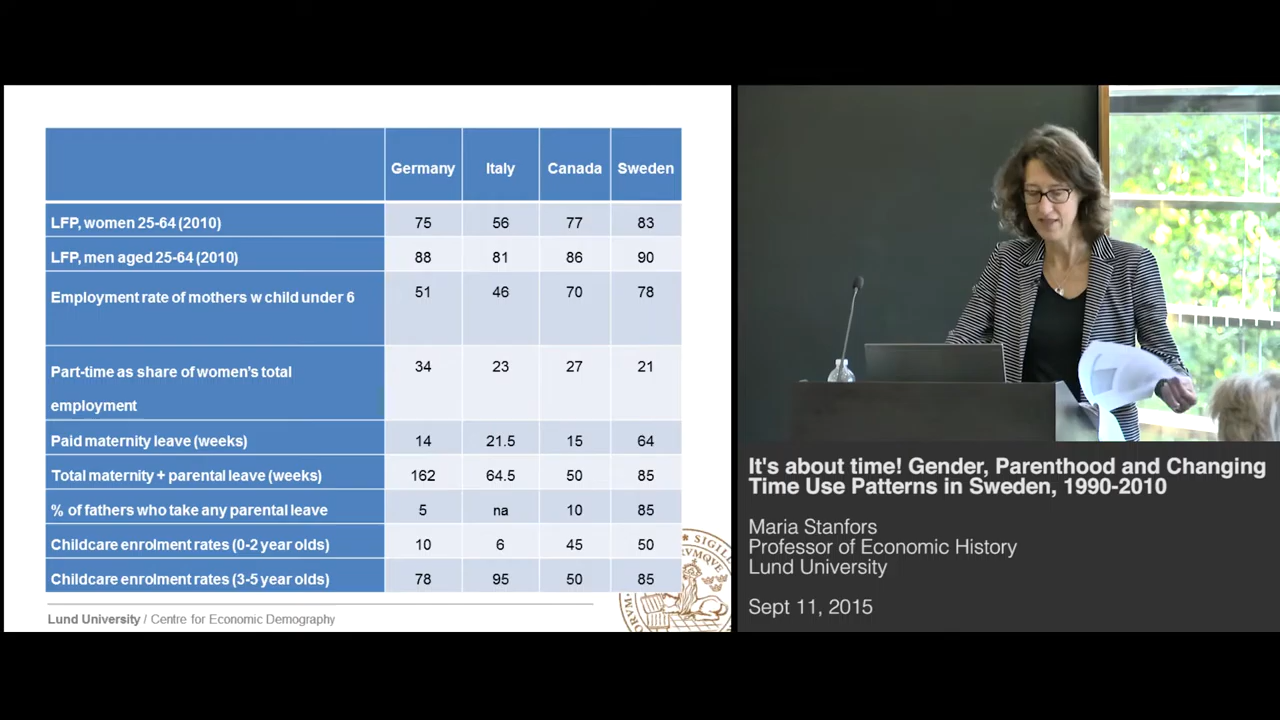 Germany Italy Canada Sweden
LFP, women 25-64 (2010) 75 56 77 83
LFP, men aged 25-64 (2010) 88 81 86 90
Employment rate of mothers w child under 6 51 46 70 78
Part-time as share of women's total 34 23 27 21
employment
Paid maternity leave (weeks) 14 21.5 15 64
Total maternity + parental leave (weeks) 162 64.5 50 85
% of fathers who take any parental leave 5 na 10 85
Childcare enrolment rates (0-2 year olds) 10 6 45 50
Childcare enrolment rates (3-5 year olds) 78 95 50 85
Lund University / Centre for Economic Demography
It's about time! Gender, Parenthood and Changing
Time Use Patterns in Sweden, 1990-2010
Maria Stanfors
Professor of Economic History
Lund University
Sept 11, 2015